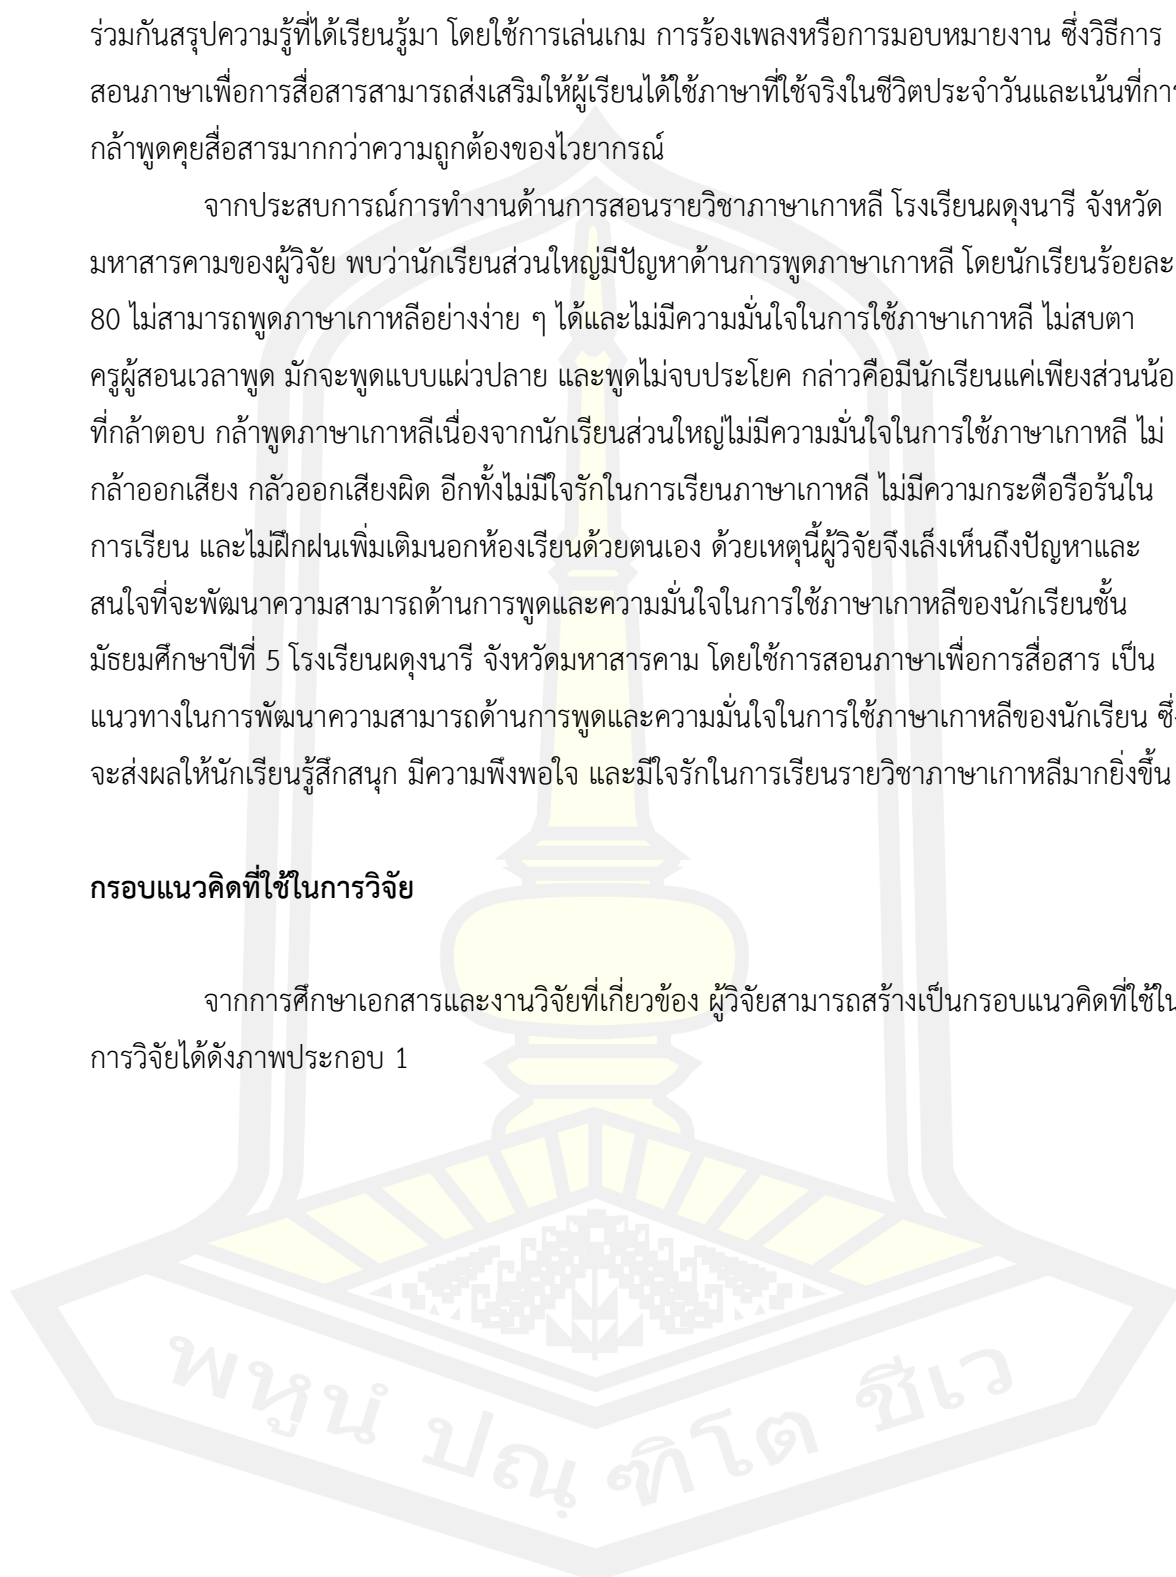 ร่วมกันสรุปความรู้ที่ได้เรียนรู้มา โดยใช้การเล่นเกม การร้องเพลงหรือการมอบหมายงาน ซึ่งวิธีการ
สอนภาษาเพื่อการสื่อสารสามารถส่งเสริมให้ผู้เรียนได้ใช้ภาษาที่ใช้จริงในชีวิตประจำวันและเน้นที่การ
กล้าพูดคุยสื่อสารมากกว่าความถูกต้องของไวยากรณ์
จากประสบการณ์การทำงานด้านการสอนรายวิชาภาษาเกาหลี โรงเรียนผดุงนารี จังหวัด
มหาสารคามของผู้วิจัย พบว่านักเรียนส่วนใหญ่มีปัญหาด้านการพูดภาษาเกาหลี โดยนักเรียนร้อยละ
80 ไม่สามารถพูดภาษาเกาหลีอย่างง่าย ๆ ได้และไม่มีความมั่นใจในการใช้ภาษาเกาหลี ไม่สบตา
ครูผู้สอนเวลาพูด มักจะพูดแบบแผ่วปลาย และพูดไม่จบประโยค กล่าวคือมีนักเรียนแค่เพียงส่วนน้อ
ที่กล้าตอบ กล้าพูดภาษาเกาหลีเนื่องจากนักเรียนส่วนใหญ่ไม่มีความมั่นใจในการใช้ภาษาเกาหลี ไม่
กล้าออกเสียง กลัวออกเสียงผิด อีกทั้งไม่มีใจรักในการเรียนภาษาเกาหลี ไม่มีความกระตือรือร้นใน
การเรียน และไม่ฝึกฝนเพิ่มเติมนอกห้องเรียนด้วยตนเอง ด้วยเหตุนี้ผู้วิจัยจึงเล็งเห็นถึงปัญหาและ
สนใจที่จะพัฒนาความสามารถด้านการพูดและความมั่นใจในการใช้ภาษาเกาหลีของนักเรียนชั้น
มัธยมศึกษาปีที่ 5 โรงเรียนผดุงนารี จังหวัดมหาสารคาม โดยใช้การสอนภาษาเพื่อการสื่อสาร เป็น
แนวทางในการพัฒนาความสามารถด้านการพูดและความมั่นใจในการใช้ภาษาเกาหลีของนักเรียน ซึ่
จะส่งผลให้นักเรียนรู้สึกสนุก มีความพึงพอใจ และมีใจรักในการเรียนรายวิชาภาษาเกาหลีมากยิ่งขึ้น
กรอบแนวคิดที่ใช้ในการวิจัย
จากการศึกษาเอกสารและงานวิจัยที่เกี่ยวข้อง ผู้วิจัยสามารถสร้างเป็นกรอบแนวคิดที่ใช้ใน
การวิจัยได้ดังภาพประกอบ 1
พหูนํ ปณฺฑิโต ชีเว